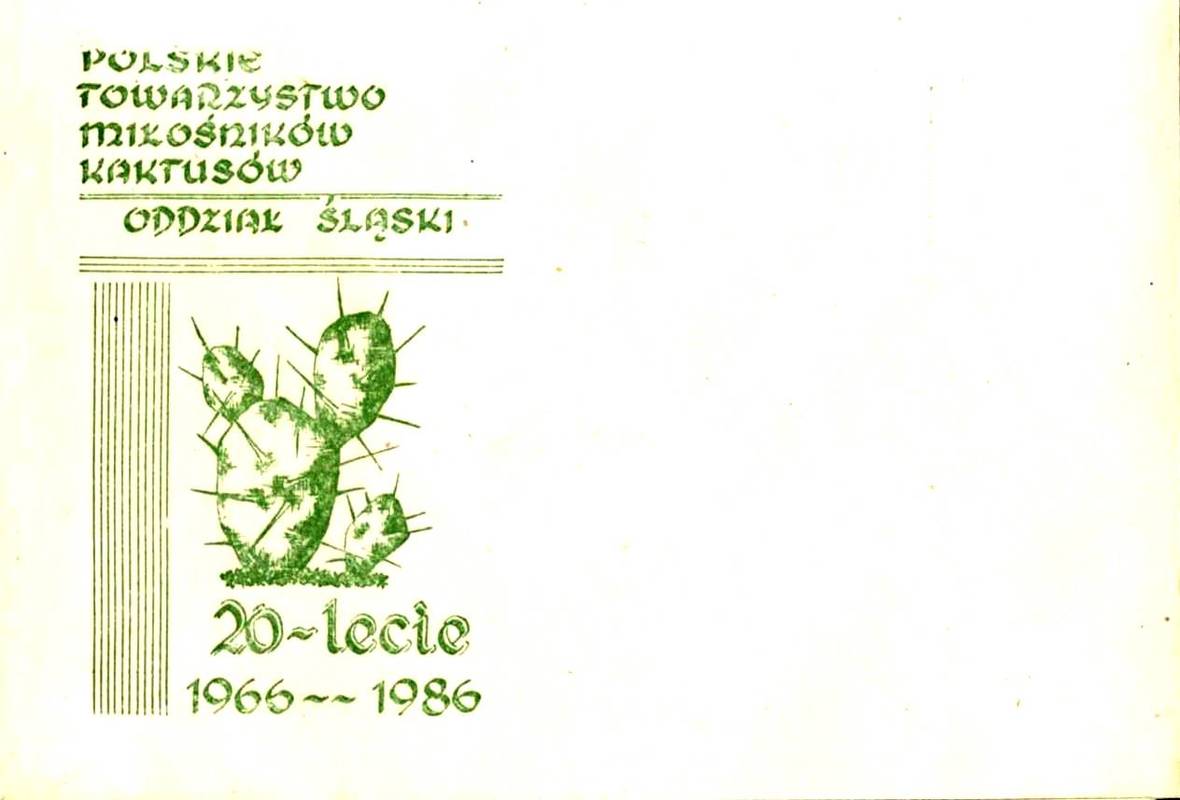 POLSKIE
TOWARZYSTWO
MIŁOŚNIKÓW
KAKTUSÓW
ODDZIAŁ ŚLĄSKI
20-lecie
1966-- 1986